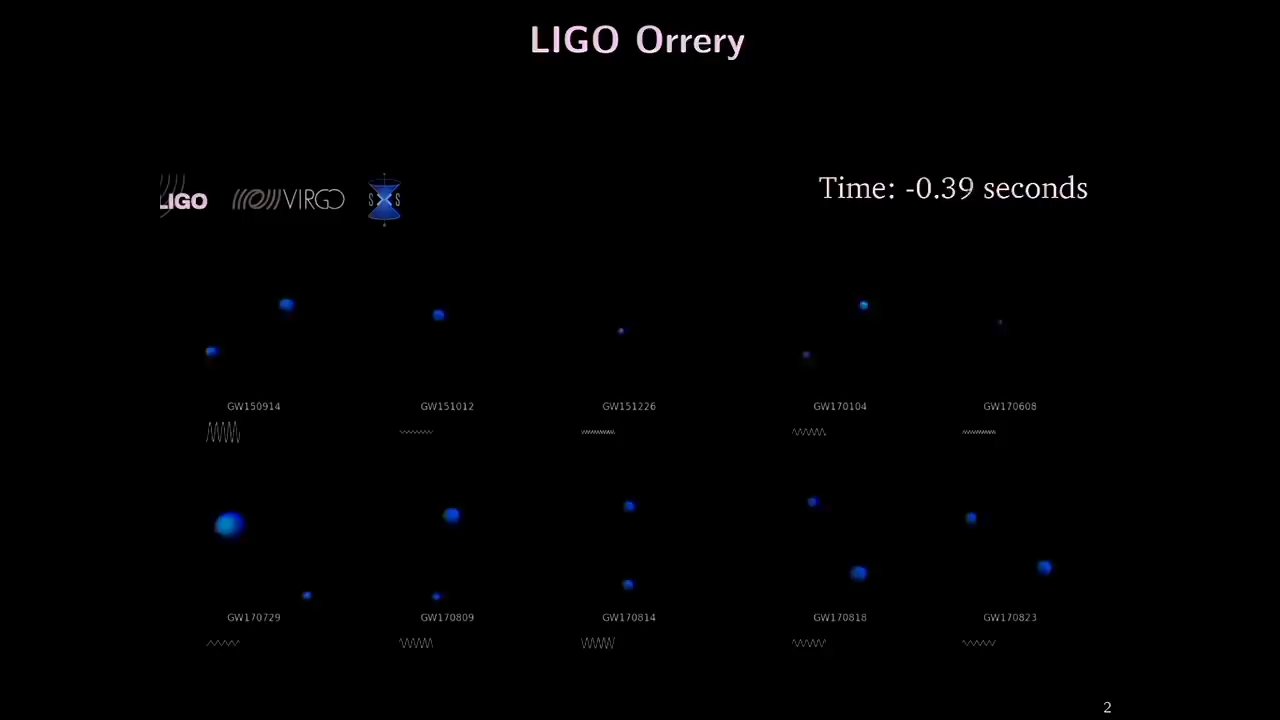 LIGO Orrery
LIGO
VIRGO
SXS
Time: -0.39 seconds
GW150914
GW151012
GW151226
GW170104
GW170608
GW170729
GW170809
GW170814
GW170818
GW170823
2